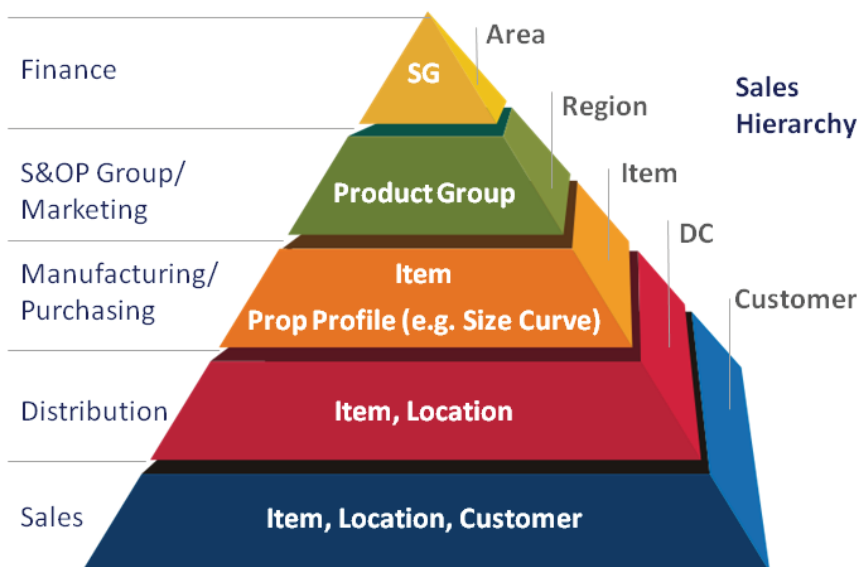 Area
Finance
SG
Sales
Hierarchy
Region
S&OP Group/
Marketing
Product Group
Item
DC
Manufacturing/
Purchasing
Item
Prop Profile (e.g. Size Curve)
Customer
Distribution
Item, Location
Sales
Item, Location, Customer